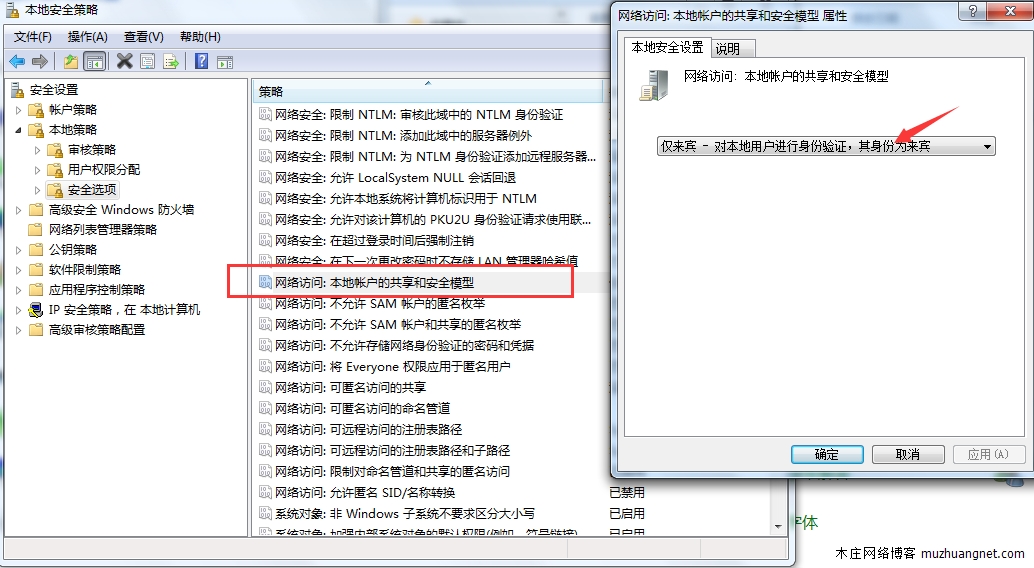 本地安全策略
文件(F) 操作(A) 查看(V) 帮助(H)
安全设置
帐户策略
本地策略
审核策略
用户权限分配
安全选项
高级安全 Windows 防火墙
网络列表管理器策略
公钥策略
软件限制策略
应用程序控制策略
IP 安全策略，在 本地计算机
高级审核策略配置
策略
网络安全: 限制 NTLM: 审核此域中的 NTLM 身份验证
网络安全: 限制 NTLM: 添加此域中的服务器例外
网络安全: 限制 NTLM: 为 NTLM 身份验证添加远程服务器...
网络安全: 允许 LocalSystem NULL 会话回退
网络安全: 允许本地系统将计算机标识用于 NTLM
网络安全: 允许对该计算机的 PKU2U 身份验证请求使用联...
网络安全: 在超过登录时间后强制注销
网络安全: 在下一次更改密码时不存储 LAN 管理器哈希值
网络访问: 本地帐户的共享和安全模型
网络访问: 不允许 SAM 帐户的匿名枚举
网络访问: 不允许 SAM 帐户和共享的匿名枚举
网络访问: 不允许存储网络身份验证的密码和凭据
网络访问: 将 Everyone 权限应用于匿名用户
网络访问: 可匿名访问的共享
网络访问: 可匿名访问的命名管道
网络访问: 可远程访问的注册表路径
网络访问: 可远程访问的注册表路径和子路径
网络访问: 限制对命名管道和共享的匿名访问
网络访问: 允许匿名 SID/名称转换 已禁用
系统对象: 非 Windows 子系统不要求区分大小写 已启用
系统对象: 加强内部系统对象的默认权限(例如，符号链接) 已启用
网络访问: 本地帐户的共享和安全模型 属性
本地安全设置 说明
网络访问: 本地帐户的共享和安全模型
仅来宾 - 对本地用户进行身份验证，其身份为来宾
确定 取消 应用(A)
字体
木庄网络博客 muzhuangnet.com